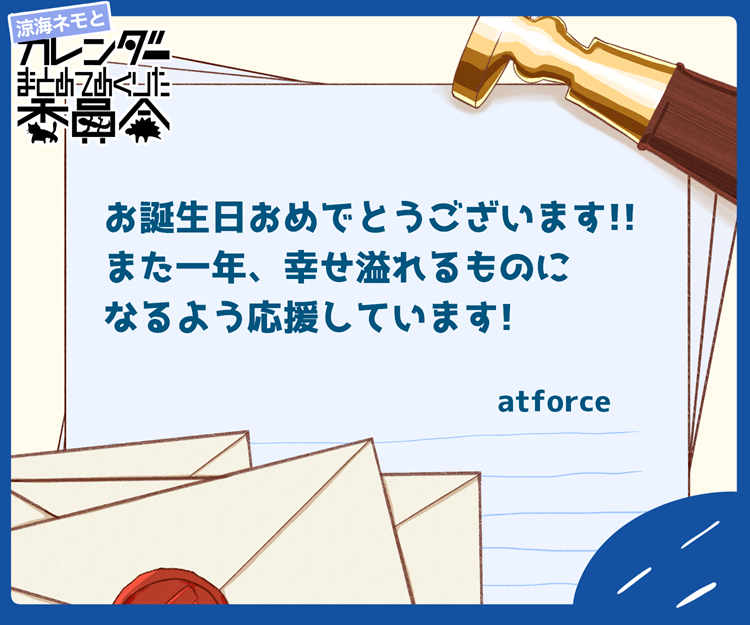 涼海ネモと
カレンダー
まとめてめくりた
委員会
お誕生日おめでとうございます!!
また一年、幸せ溢れるものに
なるよう応援しています!
atforce